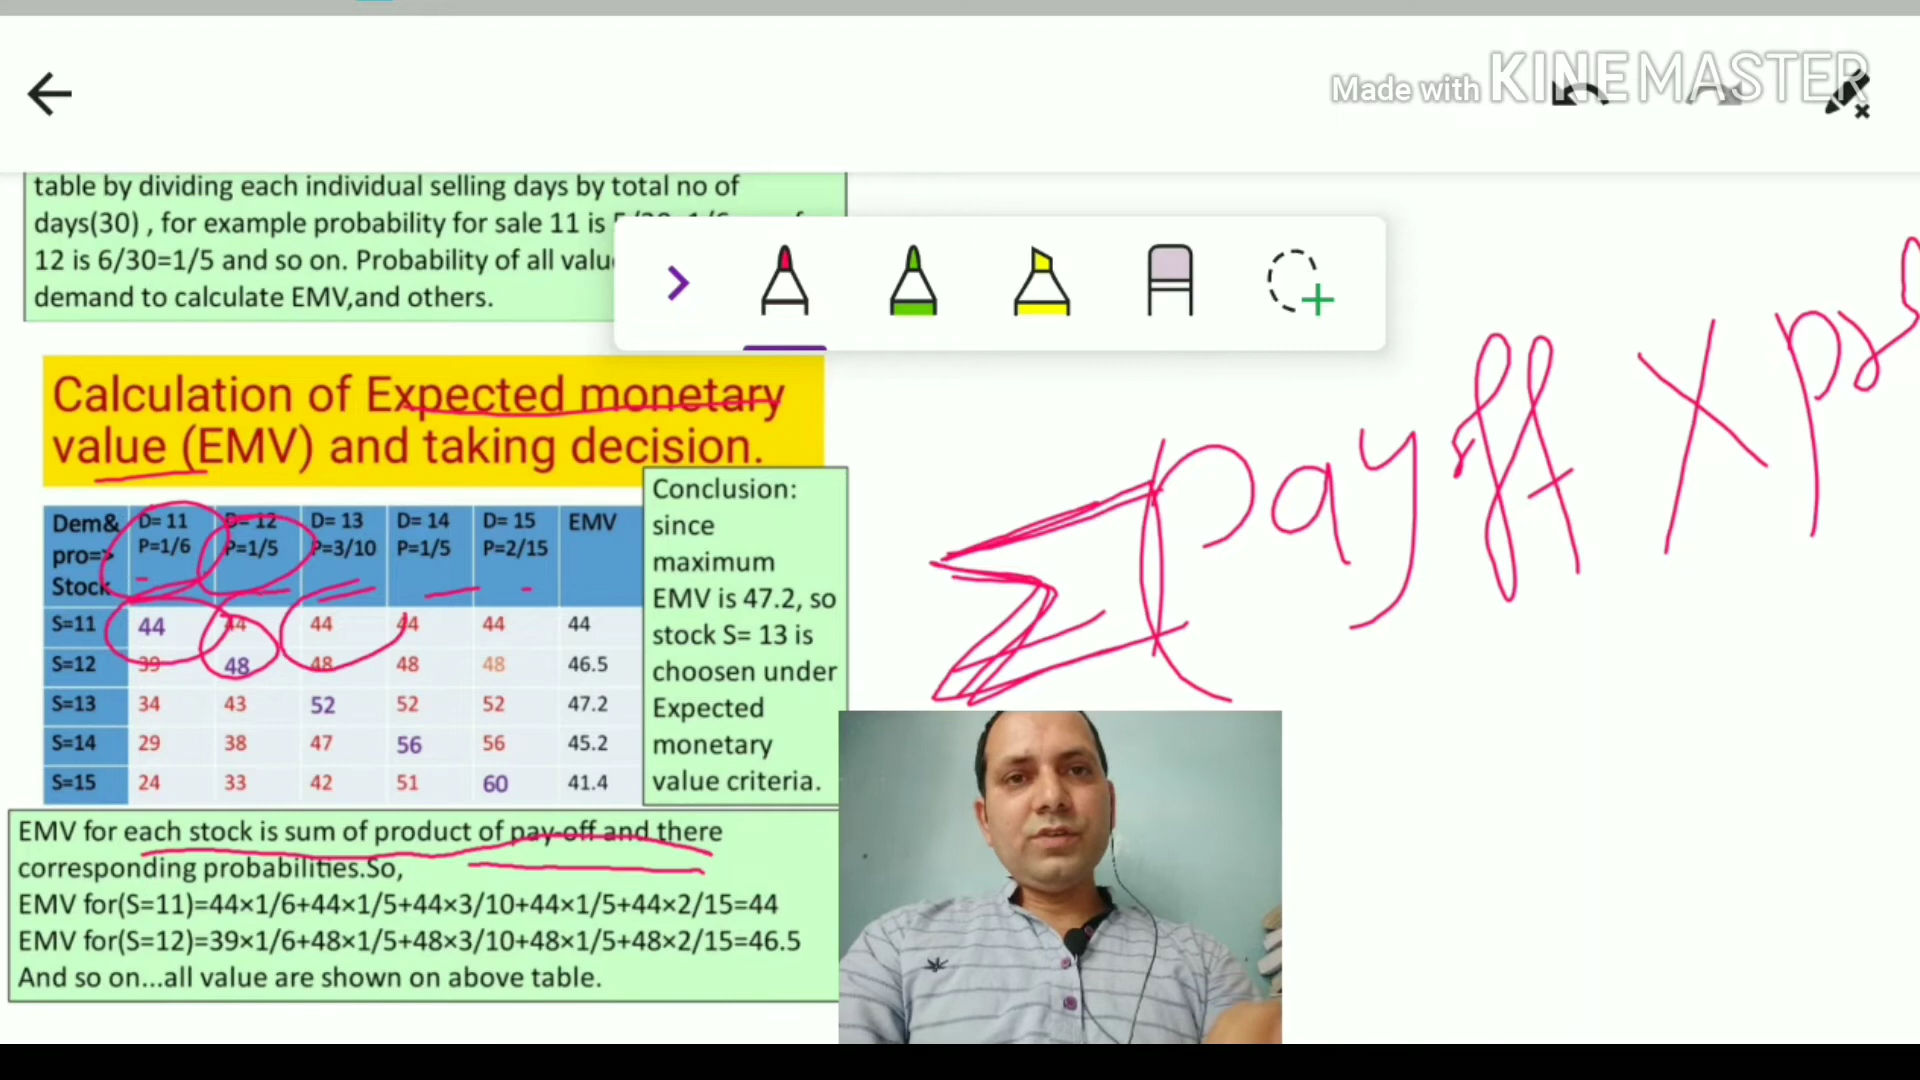 Made with KINEMASTER
table by dividing each individual selling days by total no of
days(30) , for example probability for sale 11 is
12 is 6/30=1/5 and so on. Probability of all
demand to calculate EMV,and others.
Calculation of Expected monetary
value (EMV) and taking decision.
Dem& D= 11 D= 12 D= 13 D= 14 D= 15 EMV
pro=> P=1/6 P=1/5 P=3/10 P=1/5 P=2/15
Stock
S=11 44 44 44 44 44 44
S=12 39 48 48 48 48 46.5
S=13 34 43 52 52 52 47.2
S=14 29 38 47 56 56 45.2
S=15 24 33 42 51 60 41.4
Conclusion:
since
maximum
EMV is 47.2, so
stock S= 13 is
choosen under
Expected
monetary
value criteria.
EMV for each stock is sum of product of pay-off and there
corresponding probabilities.So,
EMV for(S=11)=44×1/6+44×1/5+44×3/10+44×1/5+44×2/15=44
EMV for(S=12)=39×1/6+48×1/5+48×3/10+48×1/5+48×2/15=46.5
And so on...all value are shown on above table.
Σ payff X